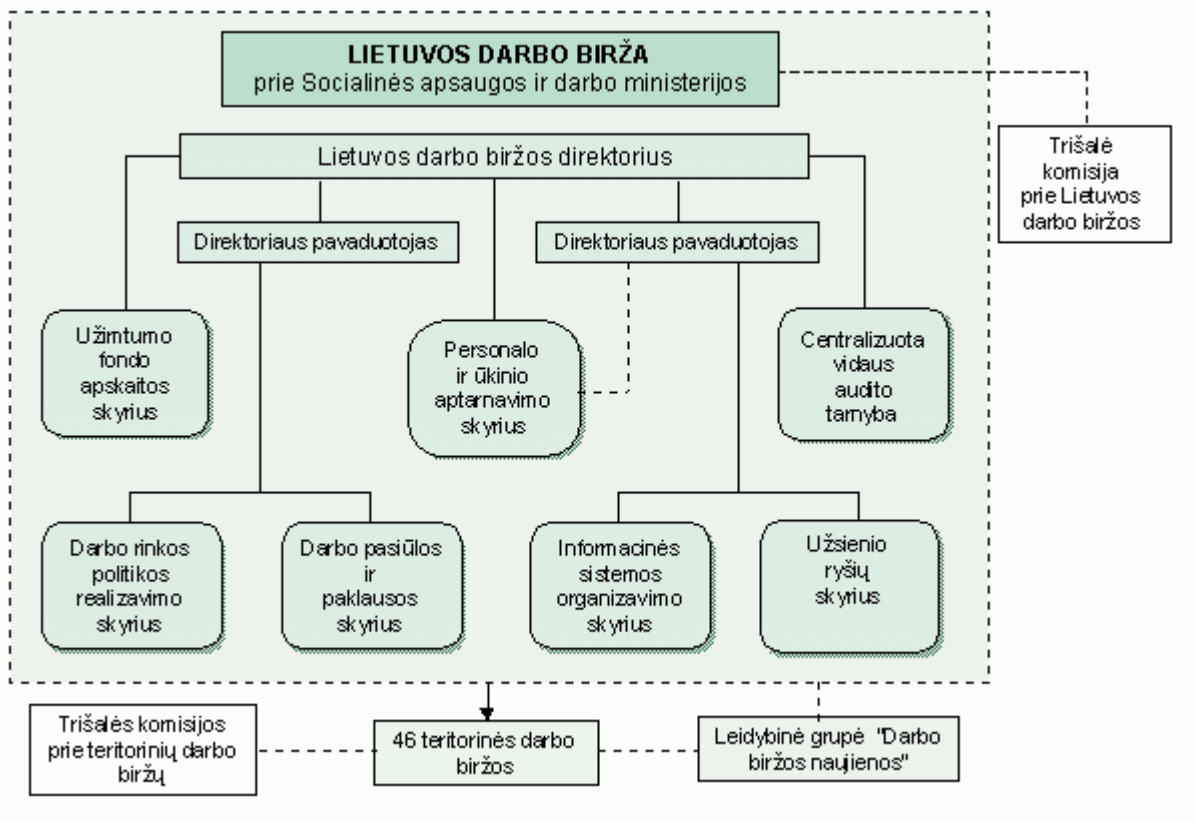 LIETUVOS DARBO BIRŽA
prie Socialinės apsaugos ir darbo ministerijos
Trišalė
komisija
prie Lietuvos
darbo biržos
Lietuvos darbo biržos direktorius
Direktoriaus pavaduotojas
Direktoriaus pavaduotojas
Užimtumo
fondo
apskaitos
skyrius
Personalo
ir ūkinio
aptarnavimo
skyrius
Centralizuota
vidaus
audito
tarnyba
Darbo rinkos
politikos
realizavimo
skyrius
Darbo pasiūlos
ir
paklausos
skyrius
Informacinės
sistemos
organizavimo
skyrius
Užsienio
ryšių
skyrius
Trišalės komisijos
prie teritorinių darbo
biržų
46 teritorinės darbo
biržos
Leidybinė grupė "Darbo
biržos naujienos"